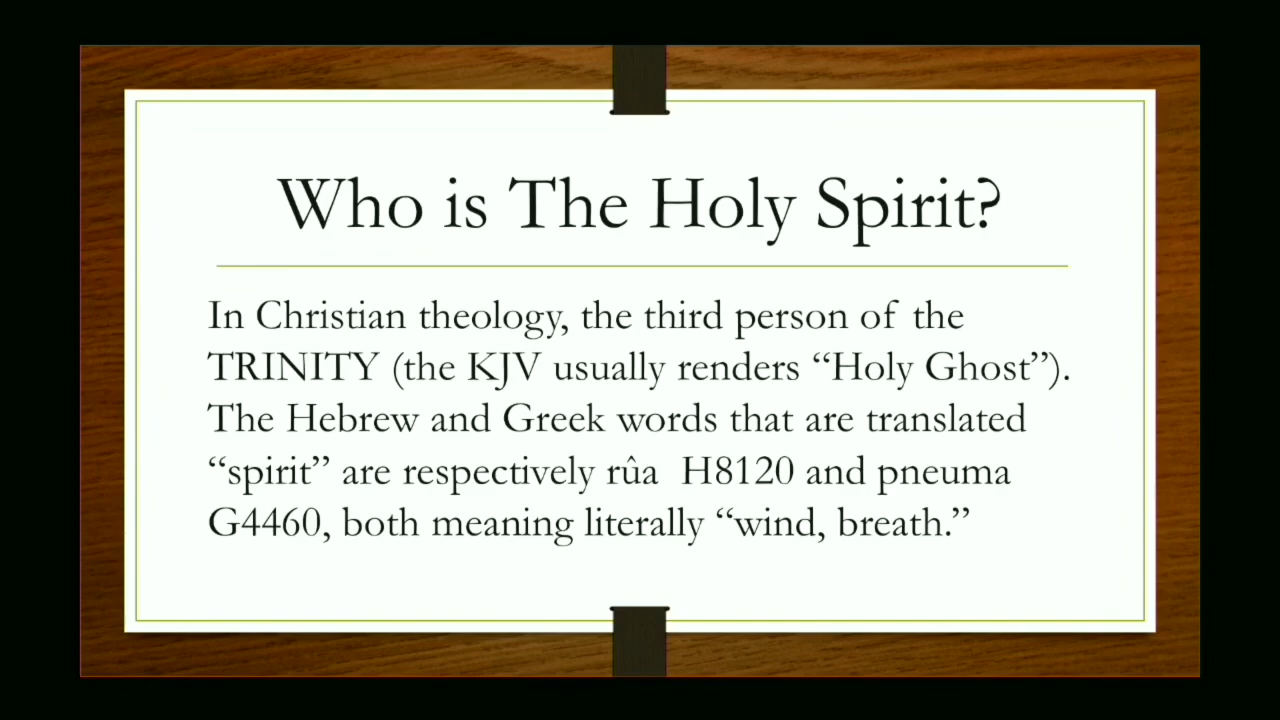 Who is The Holy Spirit?
In Christian theology, the third person of the
TRINITY (the KJV usually renders “Holy Ghost”).
The Hebrew and Greek words that are translated
“spirit” are respectively rûa  H8120 and pneuma
G4460, both meaning literally “wind, breath.”